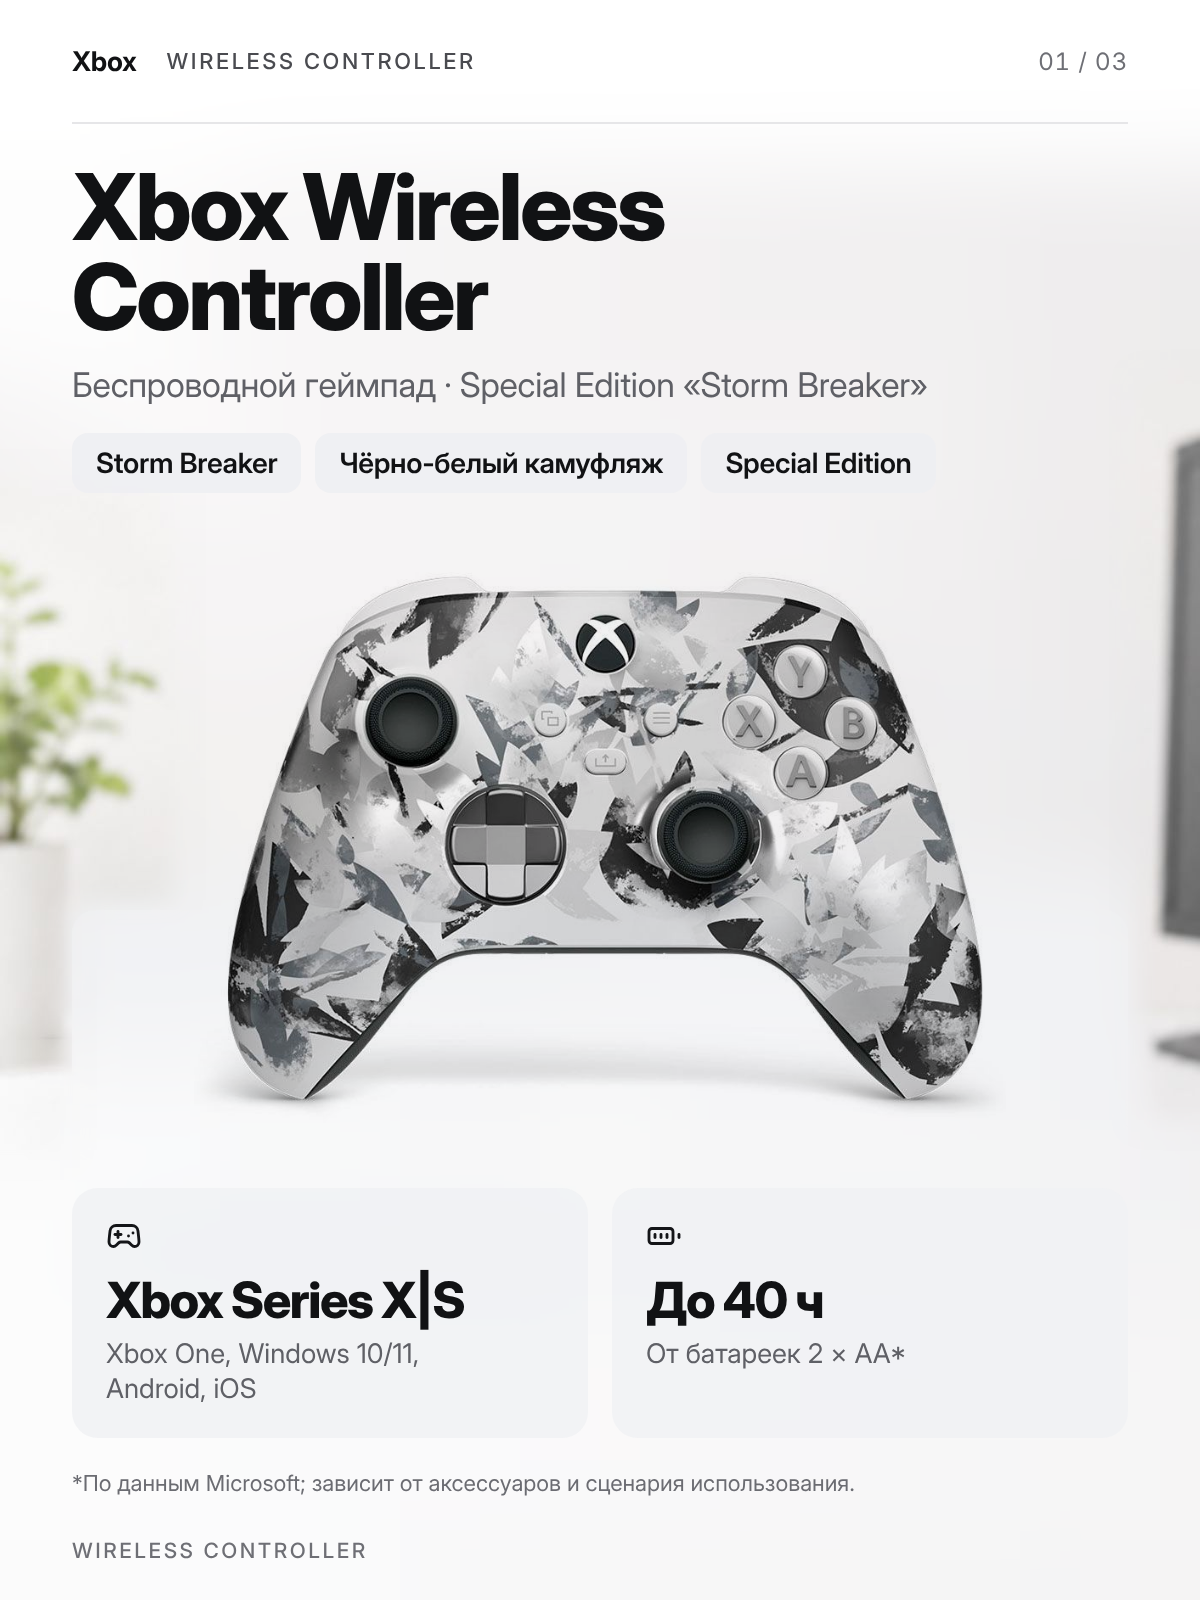 Xbox WIRELESS CONTROLLER 01 / 03
Xbox Wireless
Controller
Беспроводной геймпад · Special Edition «Storm Breaker»
Storm Breaker Чёрно-белый камуфляж Special Edition
Y
X B
A
Xbox Series X|S
Xbox One, Windows 10/11,
Android, iOS
До 40 ч
От батареек 2 × AA*
*По данным Microsoft; зависит от аксессуаров и сценария использования.
WIRELESS CONTROLLER